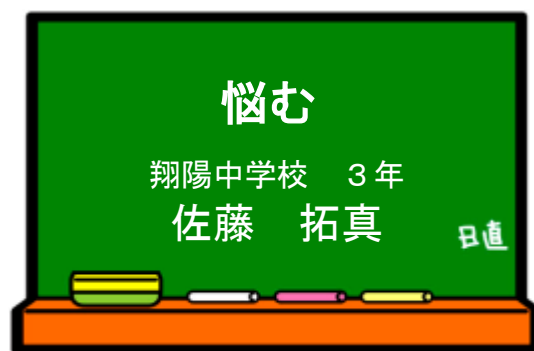 悩む
翔陽中学校　３年
佐藤　拓真
日直